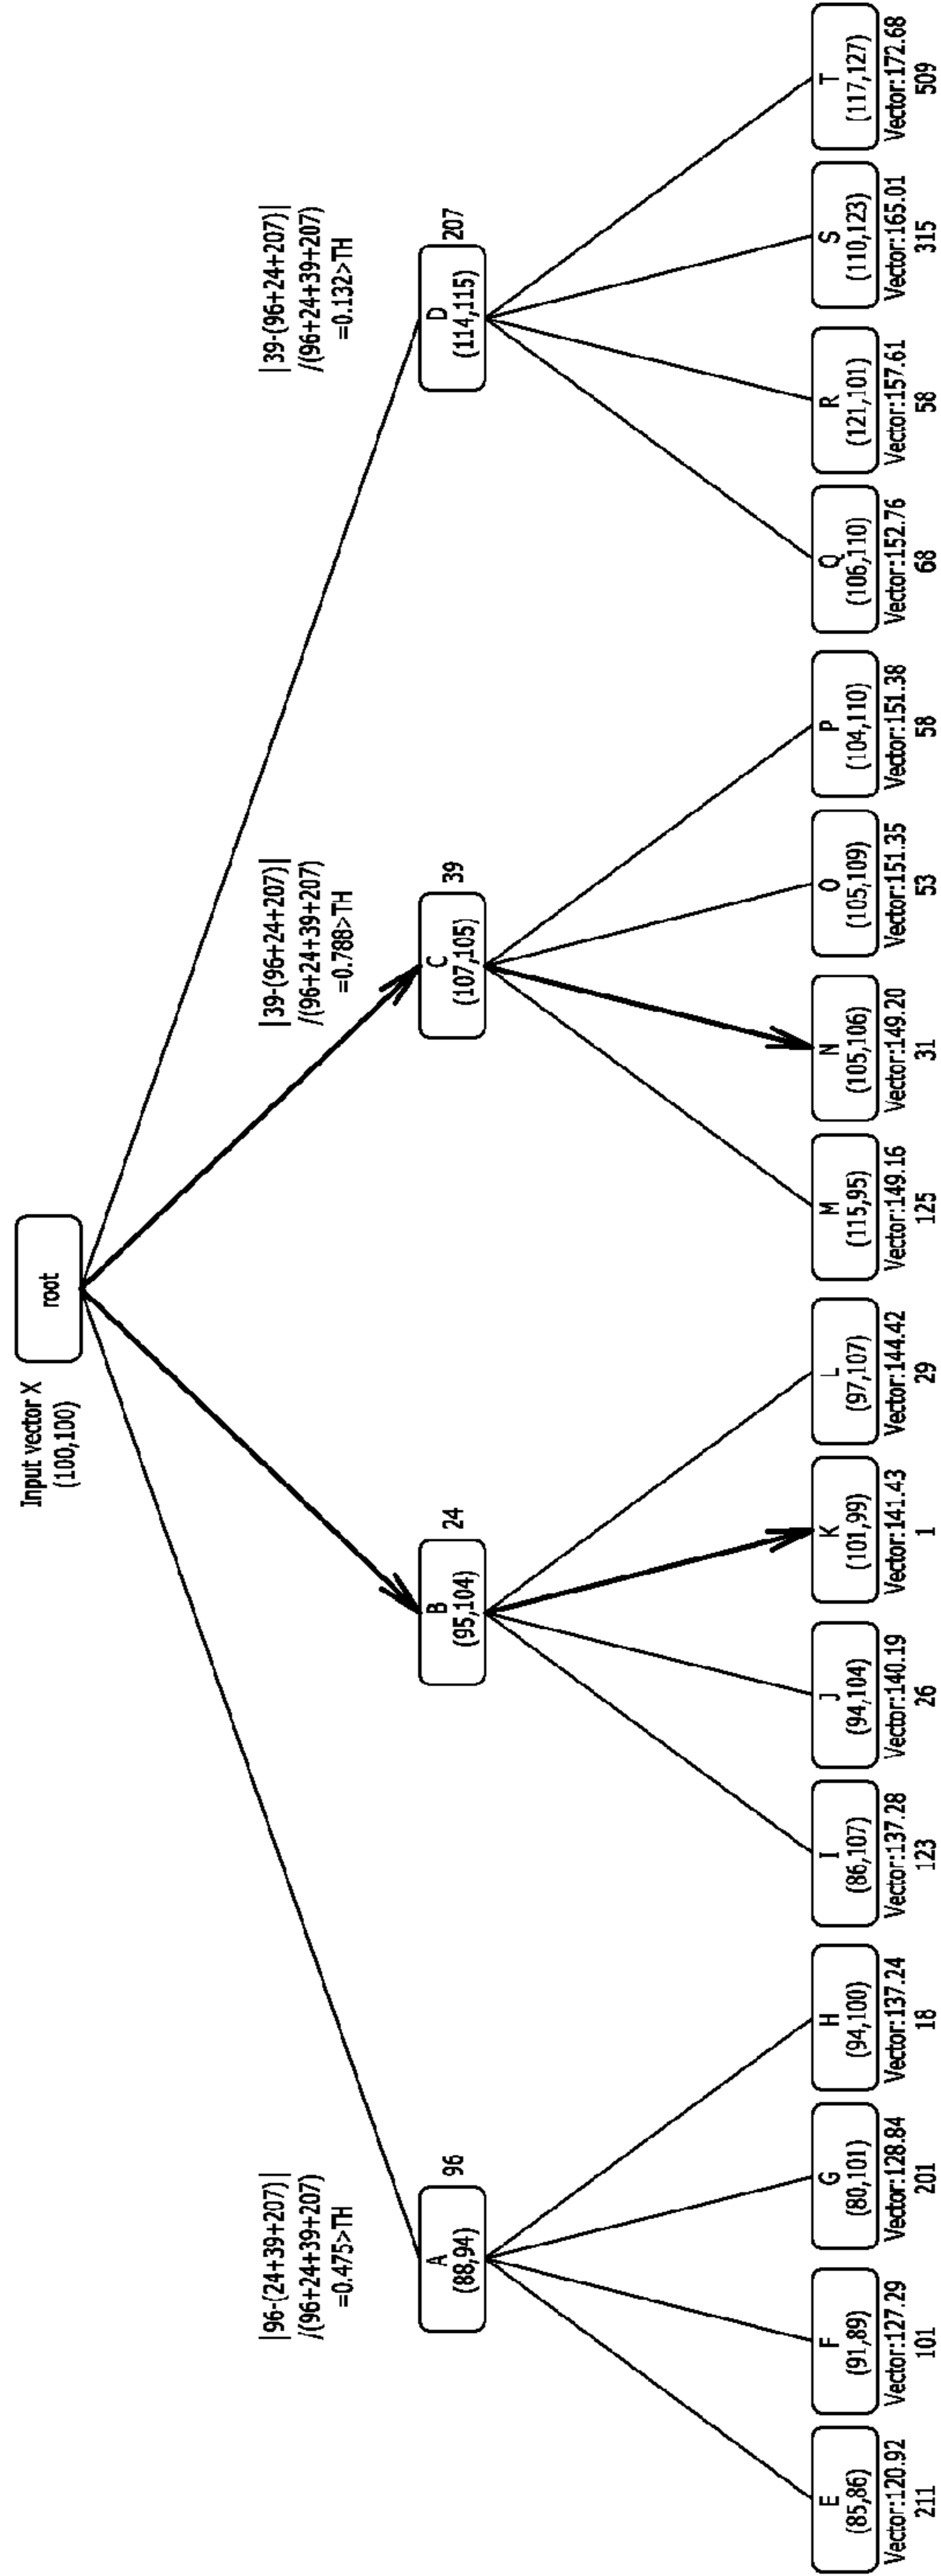 Input vector X
(100,100)
root
|96-(24+39+207)|
/(96+24+39+207)
=0.475>TH
|39-(96+24+207)|
/(96+24+39+207)
=0.788>TH
|39-(96+24+207)|
/(96+24+39+207)
=0.132>TH
A
(88,94)
96
B
(95,104)
24
C
(107,105)
39
D
(114,115)
207
E
(85,86)
Vector:120.92
211
F
(91,89)
Vector:127.29
101
G
(80,101)
Vector:128.84
201
H
(94,100)
Vector:137.24
18
I
(86,107)
Vector:137.28
123
J
(94,104)
Vector:140.19
26
K
(101,99)
Vector:141.43
1
L
(97,107)
Vector:144.42
29
M
(115,95)
Vector:149.16
125
N
(105,106)
Vector:149.20
31
O
(105,109)
Vector:151.35
53
P
(104,110)
Vector:151.38
58
Q
(106,110)
Vector:152.76
68
R
(121,101)
Vector:157.61
58
S
(110,123)
Vector:165.01
315
T
(117,127)
Vector:172.68
509